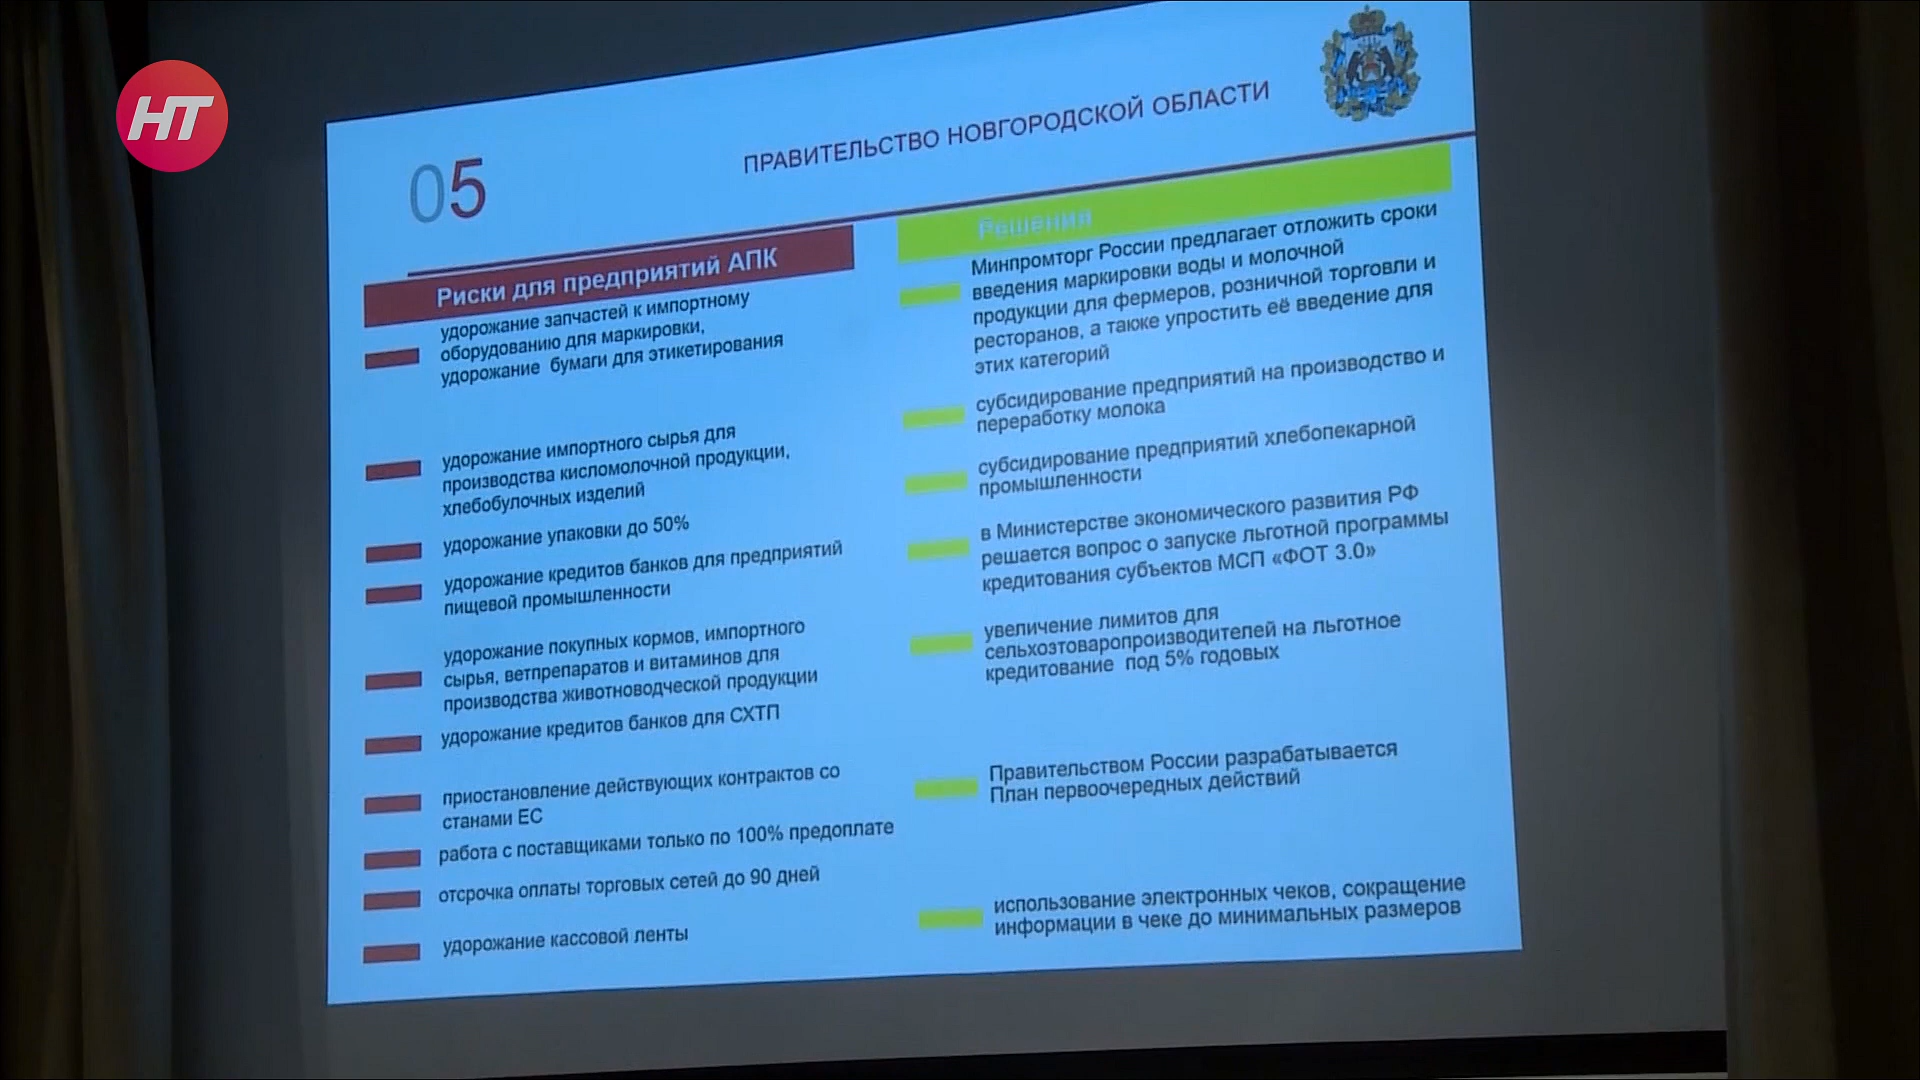 НТ
05
ПРАВИТЕЛЬСТВО НОВГОРОДСКОЙ ОБЛАСТИ
Риски для предприятий АПК
удорожание запчастей к импортному
оборудованию для маркировки,
удорожание бумаги для этикетирования
удорожание импортного сырья для
производства кисломолочной продукции,
хлебобулочных изделий
удорожание упаковки до 50%
удорожание кредитов банков для предприятий
пищевой промышленности
удорожание покупных кормов, импортного
сырья, ветпрепаратов и витаминов для
производства животноводческой продукции
удорожание кредитов банков для СХТП
приостановление действующих контрактов со
станами ЕС
работа с поставщиками только по 100% предоплате
отсрочка оплаты торговых сетей до 90 дней
удорожание кассовой ленты
Решения
Минпромторг России предлагает отложить сроки
введения маркировки воды и молочной
продукции для фермеров, розничной торговли и
ресторанов, а также упростить её введение для
этих категорий
субсидирование предприятий на производство и
переработку молока
субсидирование предприятий хлебопекарной
промышленности
в Министерстве экономического развития РФ
решается вопрос о запуске льготной программы
кредитования субъектов МСП «ФОТ 3.0»
увеличение лимитов для
сельхозтоваропроизводителей на льготное
кредитование под 5% годовых
Правительством России разрабатывается
План первоочередных действий
использование электронных чеков, сокращение
информации в чеке до минимальных размеров